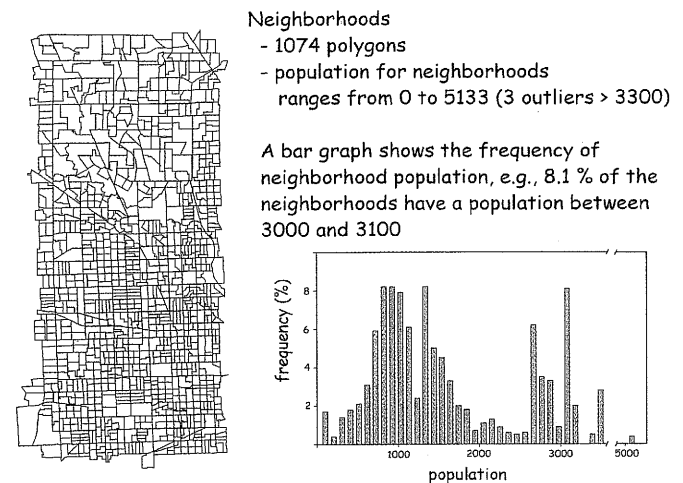 Neighborhoods
- 1074 polygons
- population for neighborhoods
ranges from 0 to 5133 (3 outliers > 3300)
A bar graph shows the frequency of
neighborhood population, e.g., 8.1 % of the
neighborhoods have a population between
3000 and 3100
frequency (%)
8
6
4
2
1000 2000 3000 5000
population